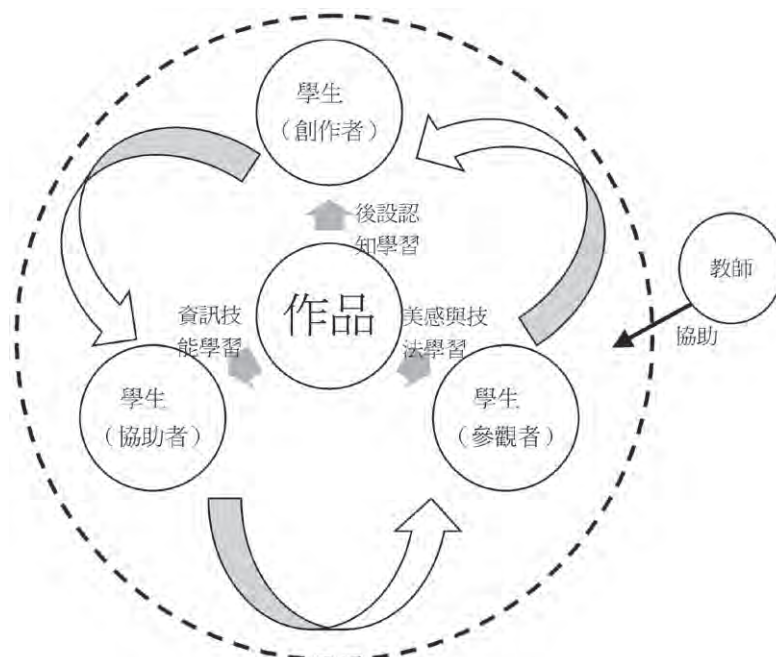 學生
（創作者）
後設認
知學習
教師
作品
資訊技
能學習
美感與技
法學習
協助
學生
（協助者）
學生
（參觀者）